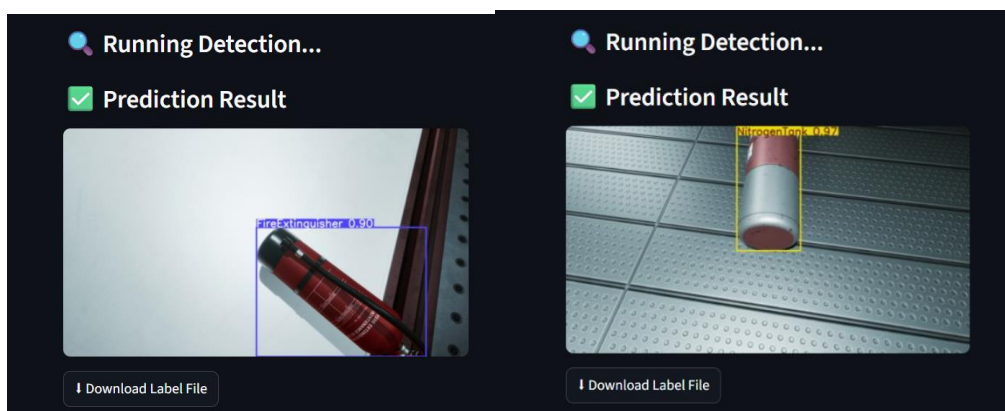 Running Detection...
Prediction Result
FireExtinguisher 0.90
Download Label File
Running Detection...
Prediction Result
NitrogenTank 0.97
Download Label File